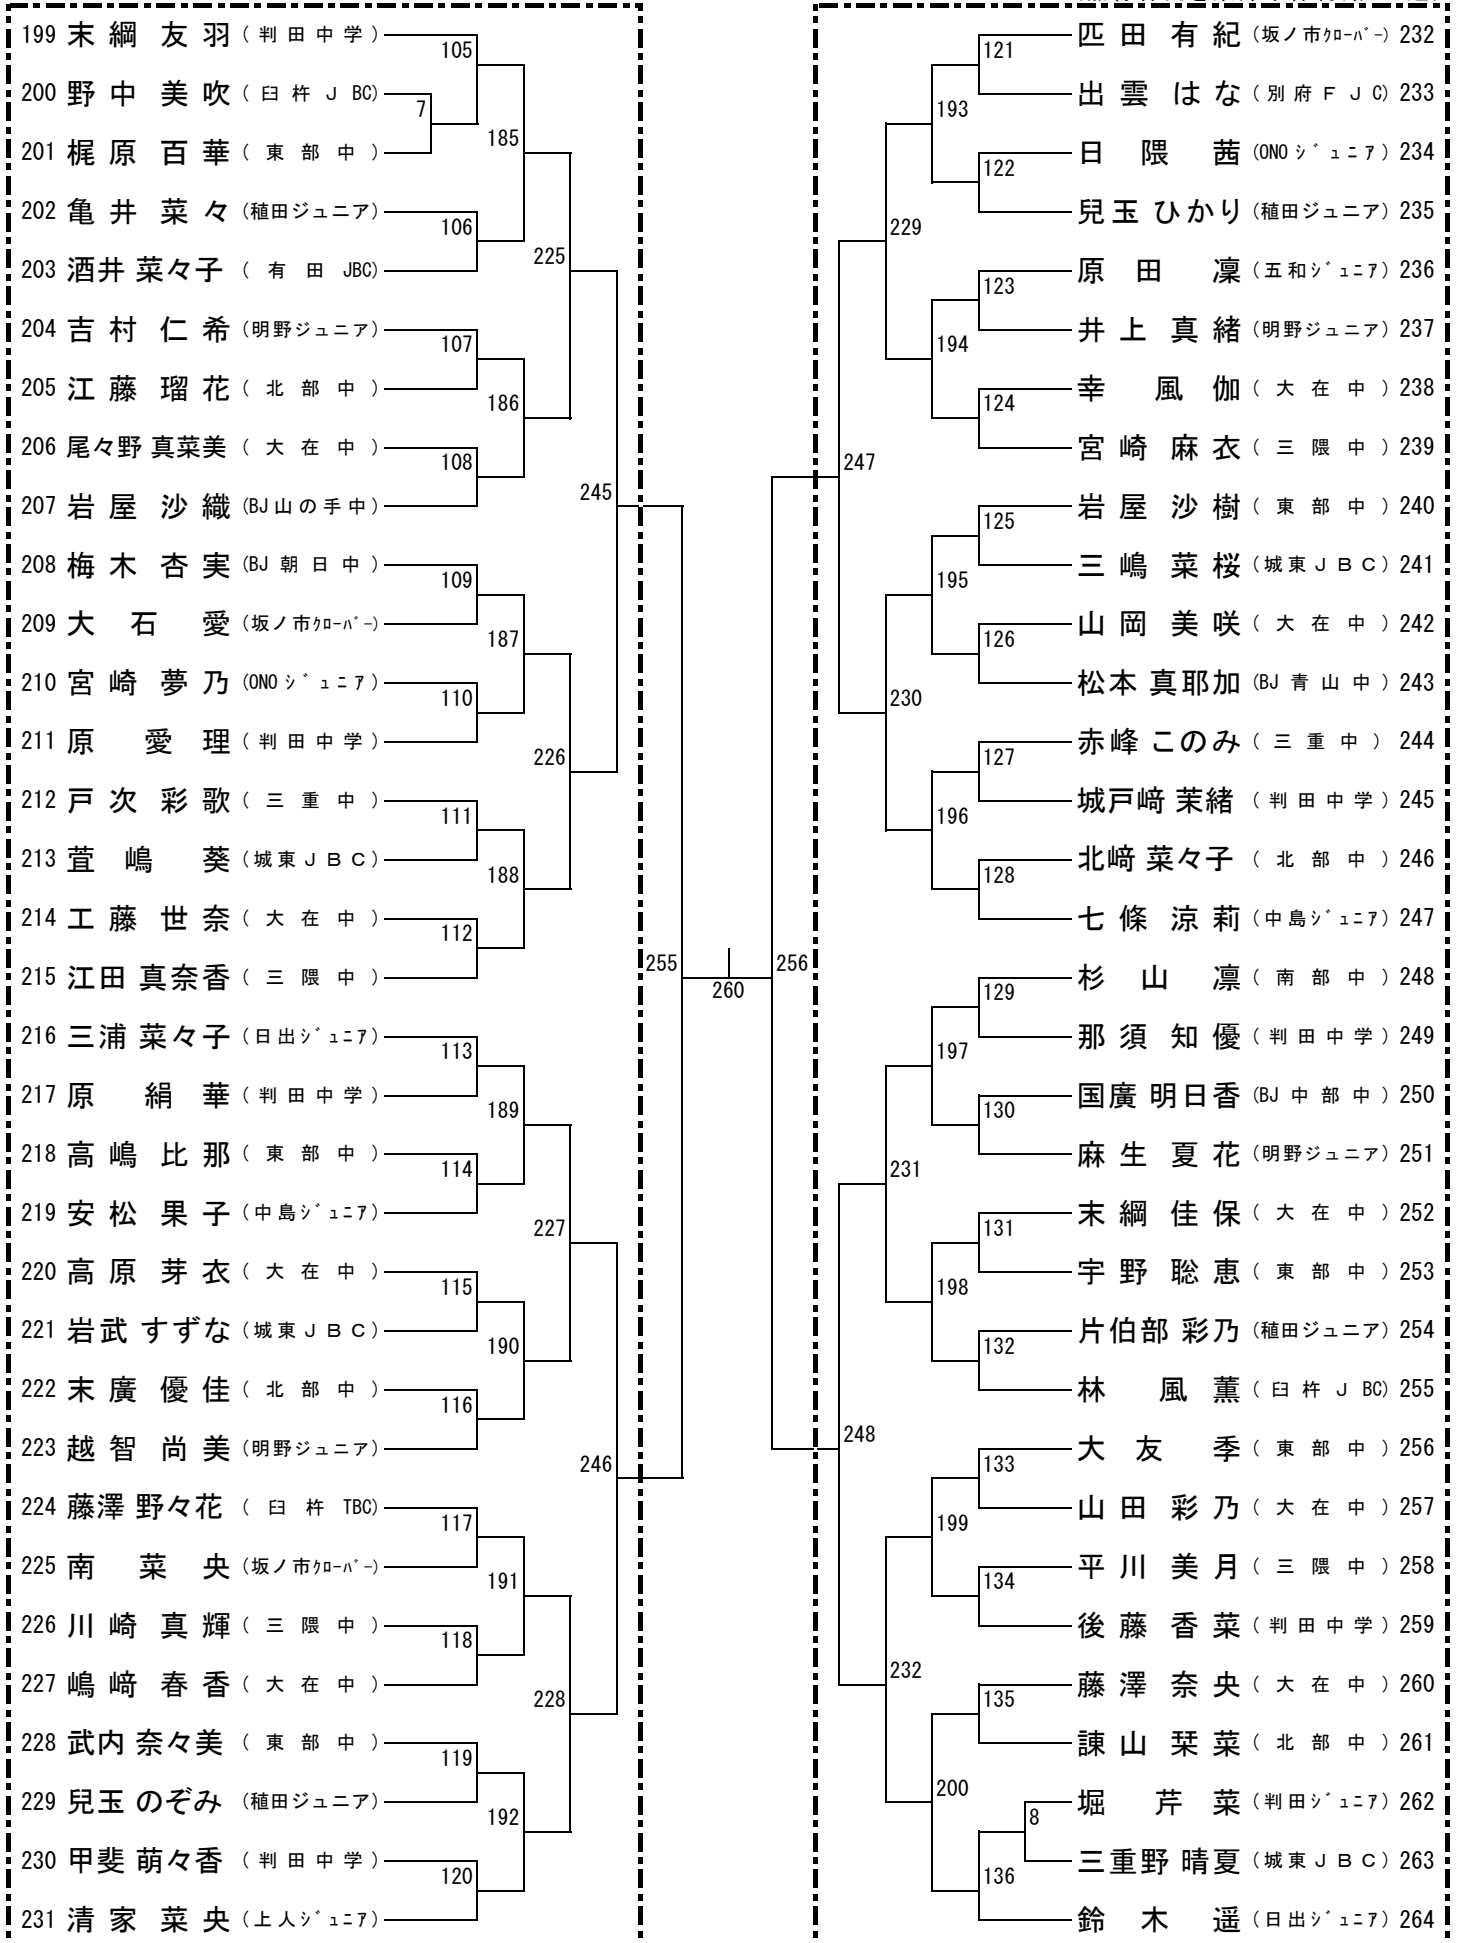 199 末綱 友羽 (判田中学)
200 野中 美吹 (臼杵JBC)
201 梶原 百華 (東部中)
202 亀井 菜々 (稙田ジュニア)
203 酒井 菜々子 (有田JBC)
204 吉村 仁希 (明野ジュニア)
205 江藤 瑠花 (北部中)
206 尾々野 真菜美 (大在中)
207 岩屋 沙織 (BJ山の手中)
208 梅木 杏実 (BJ朝日中)
209 大石 愛 (坂ノ市ｸﾛｰﾊﾞｰ)
210 宮崎 夢乃 (ONOｼﾞｭﾆｱ)
211 原 愛理 (判田中学)
212 戸次 彩歌 (三重中)
213 萱嶋 葵 (城東JBC)
214 工藤 世奈 (大在中)
215 江田 真奈香 (三隈中)
216 三浦 菜々子 (日出ｼﾞｭﾆｱ)
217 原 絹華 (判田中学)
218 高嶋 比那 (東部中)
219 安松 果子 (中島ｼﾞｭﾆｱ)
220 高原 芽衣 (大在中)
221 岩武 すずな (城東JBC)
222 末廣 優佳 (北部中)
223 越智 尚美 (明野ジュニア)
224 藤澤 野々花 (臼杵TBC)
225 南 菜央 (坂ノ市ｸﾛｰﾊﾞｰ)
226 川崎 真輝 (三隈中)
227 嶋﨑 春香 (大在中)
228 武内 奈々美 (東部中)
229 兒玉 のぞみ (稙田ジュニア)
230 甲斐 萌々香 (判田中学)
231 清家 菜央 (上人ｼﾞｭﾆｱ)
105
7
185
106
225
107
186
108
245
109
187
110
226
111
188
112
255
113
189
114
227
115
190
116
246
117
191
118
228
119
192
120
260
256
121
193
122
229
123
194
124
247
125
195
126
230
127
196
128
129
197
130
231
131
198
132
248
133
199
134
232
135
200
8
136
匹田 有紀 (坂ノ市ｸﾛｰﾊﾞｰ) 232
出雲 はな (別府FJC) 233
日隈 茜 (ONOｼﾞｭﾆｱ) 234
兒玉 ひかり (稙田ジュニア) 235
原田 凜 (五和ｼﾞｭﾆｱ) 236
井上 真緒 (明野ジュニア) 237
幸 風伽 (大在中) 238
宮崎 麻衣 (三隈中) 239
岩屋 沙樹 (東部中) 240
三嶋 菜桜 (城東JBC) 241
山岡 美咲 (大在中) 242
松本 真耶加 (BJ青山中) 243
赤峰 このみ (三重中) 244
城戸﨑 茉緒 (判田中学) 245
北﨑 菜々子 (北部中) 246
七條 涼莉 (中島ｼﾞｭﾆｱ) 247
杉山 凛 (南部中) 248
那須 知優 (判田中学) 249
国廣 明日香 (BJ中部中) 250
麻生 夏花 (明野ジュニア) 251
末綱 佳保 (大在中) 252
宇野 聡恵 (東部中) 253
片伯部 彩乃 (稙田ジュニア) 254
林 風薫 (臼杵JBC) 255
大友 季 (東部中) 256
山田 彩乃 (大在中) 257
平川 美月 (三隈中) 258
後藤 香菜 (判田中学) 259
藤澤 奈央 (大在中) 260
諌山 栞菜 (北部中) 261
堀 芹菜 (判田ｼﾞｭﾆｱ) 262
三重野 晴夏 (城東JBC) 263
鈴木 遥 (日出ｼﾞｭﾆｱ) 264